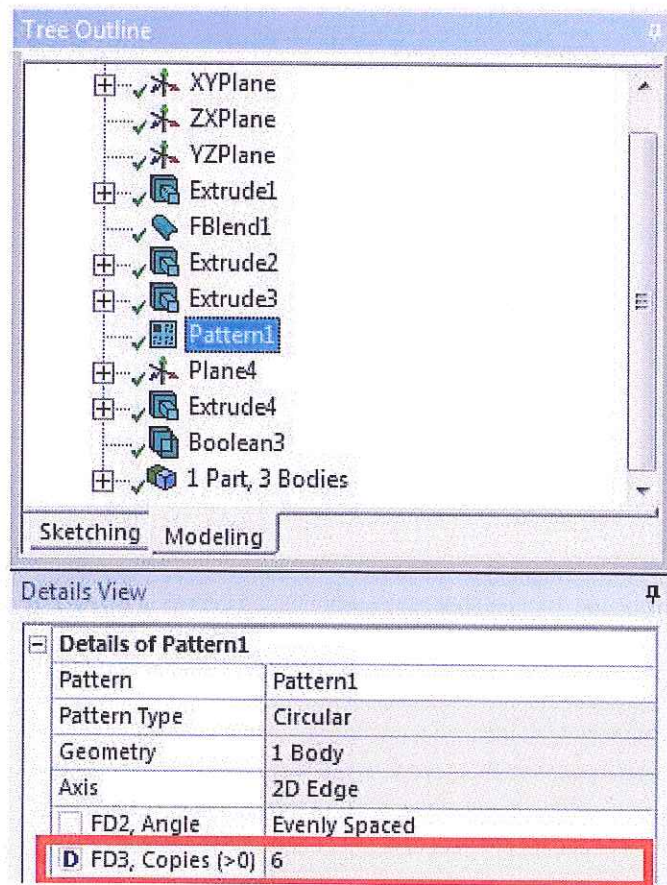 Tree Outline
XYPlane
ZXPlane
YZPlane
Extrude1
FBlend1
Extrude2
Extrude3
Pattern1
Plane4
Extrude4
Boolean3
1 Part, 3 Bodies
Sketching Modeling
Details View
Details of Pattern1
Pattern Pattern1
Pattern Type Circular
Geometry 1 Body
Axis 2D Edge
FD2, Angle Evenly Spaced
D FD3, Copies (>0) 6